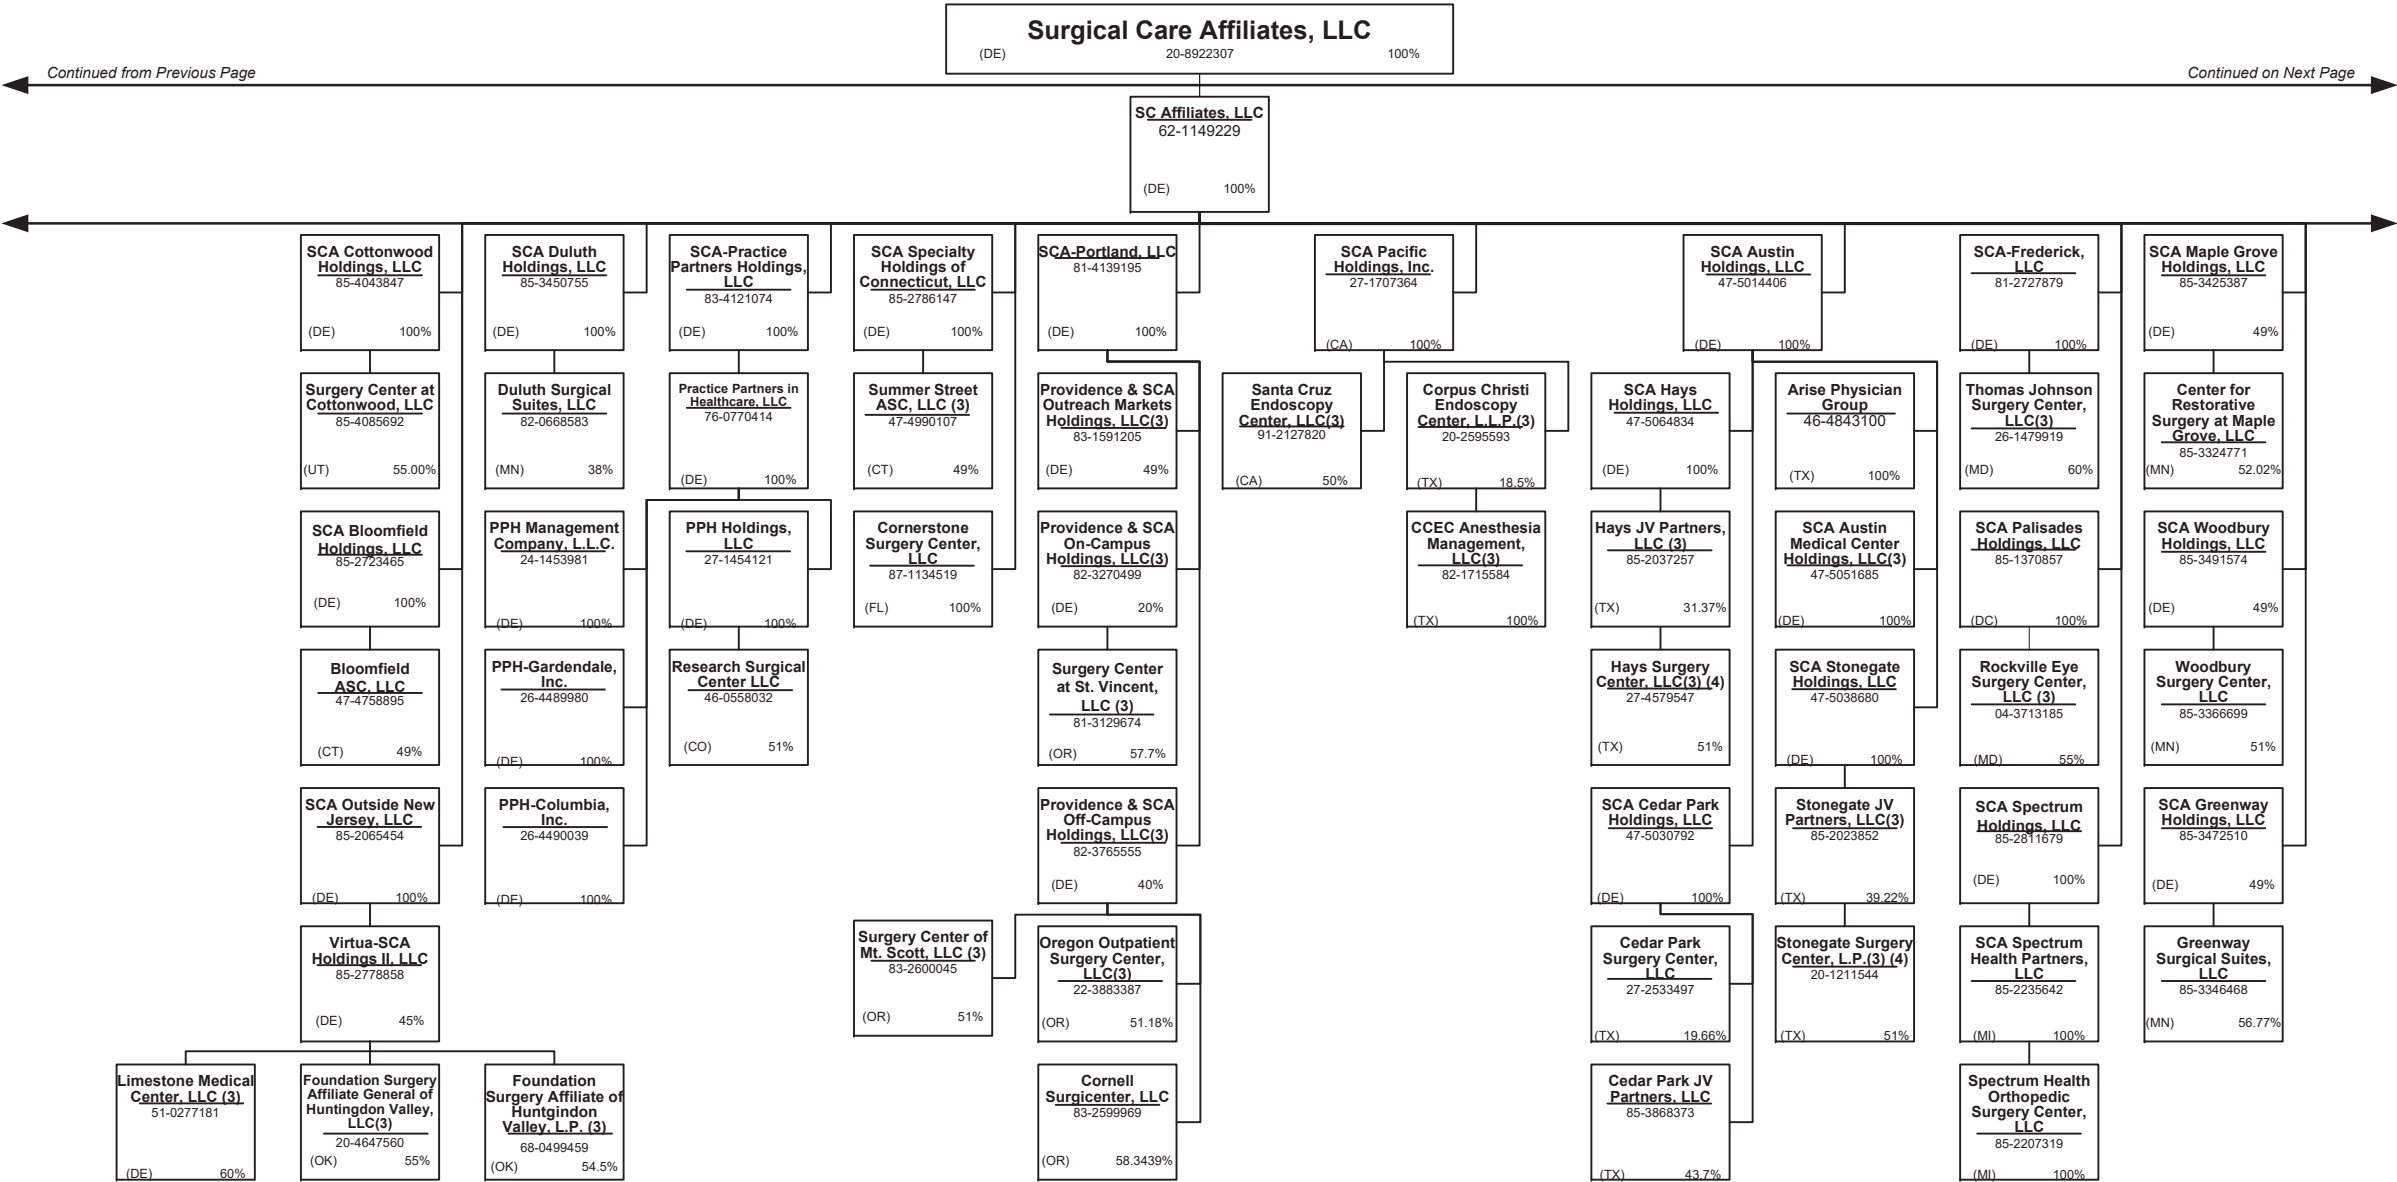 Surgical Care Affiliates, LLC
(DE) 20-8922307 100%
Continued from Previous Page
Continued on Next Page
SC Affiliates, LLC
62-1149229
(DE) 100%
SCA Cottonwood
Holdings, LLC
85-4043847
(DE) 100%
SCA Duluth
Holdings, LLC
85-3450755
(DE) 100%
SCA-Practice
Partners Holdings,
LLC
83-4121074
(DE) 100%
SCA Specialty
Holdings of
Connecticut, LLC
85-2786147
(DE) 100%
SCA-Portland, LLC
81-4139195
(DE) 100%
SCA Pacific
Holdings, Inc.
27-1707364
(CA) 100%
SCA Austin
Holdings, LLC
47-5014406
(DE) 100%
SCA-Frederick,
LLC
81-2727879
(DE) 100%
SCA Maple Grove
Holdings, LLC
85-3425387
(DE) 49%
Surgery Center at
Cottonwood, LLC
85-4085692
(UT) 55.00%
Duluth Surgical
Suites, LLC
82-0668583
(MN) 38%
Practice Partners in
Healthcare, LLC
76-0770414
(DE) 100%
Summer Street
ASC, LLC (3)
47-4990107
(CT) 49%
Providence & SCA
Outreach Markets
Holdings, LLC(3)
83-1591205
(DE) 49%
Santa Cruz
Endoscopy
Center, LLC(3)
91-2127820
(CA) 50%
Corpus Christi
Endoscopy
Center, L.L.P.(3)
20-2595593
(TX) 18.5%
SCA Hays
Holdings, LLC
47-5064834
(DE) 100%
Arise Physician
Group
46-4843100
(TX) 100%
Thomas Johnson
Surgery Center,
LLC(3)
26-1479919
(MD) 60%
Center for
Restorative
Surgery at Maple
Grove, LLC
85-3324771
(MN) 52.02%
SCA Bloomfield
Holdings, LLC
85-2723465
(DE) 100%
PPH Management
Company, L.L.C.
24-1453981
(DE) 100%
PPH Holdings,
LLC
27-1454121
(DE) 100%
Cornerstone
Surgery Center,
LLC
87-1134519
(FL) 100%
Providence & SCA
On-Campus
Holdings, LLC(3)
82-3270499
(DE) 20%
CCEC Anesthesia
Management,
LLC(3)
82-1715584
(TX) 100%
Hays JV Partners,
LLC (3)
85-2037257
(TX) 31.37%
SCA Austin
Medical Center
Holdings, LLC(3)
47-5051685
(DE) 100%
SCA Palisades
Holdings, LLC
85-1370857
(DC) 100%
SCA Woodbury
Holdings, LLC
85-3491574
(DE) 49%
Bloomfield
ASC, LLC
47-4758895
(CT) 49%
PPH-Gardendale,
Inc.
26-4489980
(DE) 100%
Research Surgical
Center LLC
46-0558032
(CO) 51%
Surgery Center
at St. Vincent,
LLC (3)
81-3129674
(OR) 57.7%
Hays Surgery
Center, LLC(3) (4)
27-4579547
(TX) 51%
SCA Stonegate
Holdings, LLC
47-5038680
(DE) 100%
Rockville Eye
Surgery Center,
LLC (3)
04-3713185
(MD) 55%
Woodbury
Surgery Center,
LLC
85-3366699
(MN) 51%
SCA Outside New
Jersey, LLC
85-2065454
(DE) 100%
PPH-Columbia,
Inc.
26-4490039
(DE) 100%
Providence & SCA
Off-Campus
Holdings, LLC(3)
82-3765555
(DE) 40%
SCA Cedar Park
Holdings, LLC
47-5030792
(DE) 100%
Stonegate JV
Partners, LLC(3)
85-2023852
(TX) 39.22%
SCA Spectrum
Holdings, LLC
85-2811679
(DE) 100%
SCA Greenway
Holdings, LLC
85-3472510
(DE) 49%
Virtua-SCA
Holdings II, LLC
85-2778858
(DE) 45%
Surgery Center of
Mt. Scott, LLC (3)
83-2600045
(OR) 51%
Oregon Outpatient
Surgery Center,
LLC(3)
22-3883387
(OR) 51.18%
Cedar Park
Surgery Center,
LLC
27-2533497
(TX) 19.66%
Stonegate Surgery
Center, L.P.(3) (4)
20-1211544
(TX) 51%
SCA Spectrum
Health Partners,
LLC
85-2235642
(MI) 100%
Greenway
Surgical Suites,
LLC
85-3346468
(MN) 56.77%
Limestone Medical
Center, LLC (3)
51-0277181
(DE) 60%
Foundation Surgery
Affiliate General of
Huntingdon Valley,
LLC(3)
20-4647560
(OK) 55%
Foundation
Surgery Affiliate of
Huntgindon
Valley, L.P. (3)
68-0499459
(OK) 54.5%
Cornell
Surgicenter, LLC
83-2599969
(OR) 58.3439%
Cedar Park JV
Partners, LLC
85-3868373
(TX) 43.7%
Spectrum Health
Orthopedic
Surgery Center,
LLC
85-2207319
(MI) 100%